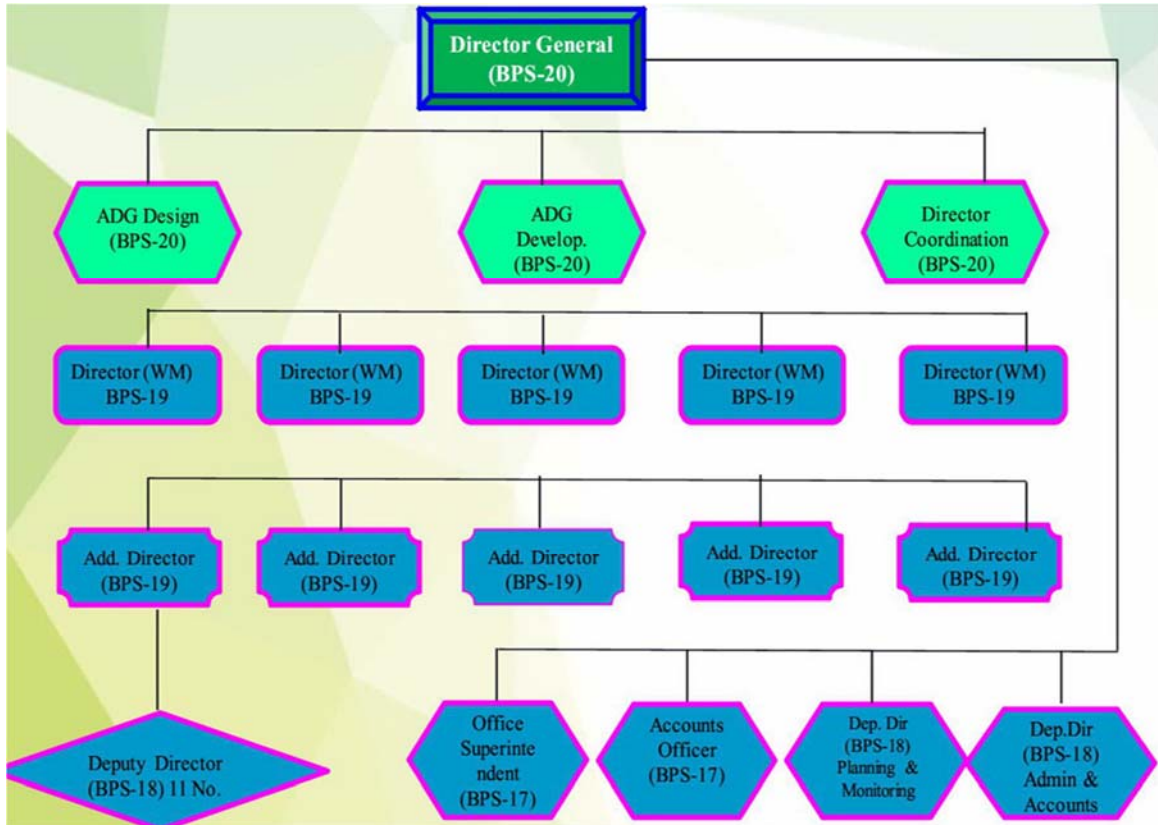 Director General
(BPS-20)
ADG Design
(BPS-20)
ADG
Develop.
(BPS-20)
Director
Coordination
(BPS-20)
Director (WM)
BPS-19
Director (WM)
BPS-19
Director (WM)
BPS-19
Director (WM)
BPS-19
Director (WM)
BPS-19
Add. Director
(BPS-19)
Add. Director
(BPS-19)
Add. Director
(BPS-19)
Add. Director
(BPS-19)
Add. Director
(BPS-19)
Deputy Director
(BPS-18) 11 No.
Office
Superinte
ndent
(BPS-17)
Accounts
Officer
(BPS-17)
Dep. Dir
(BPS-18)
Planning &
Monitoring
Dep.Dir
(BPS-18)
Admin &
Accounts